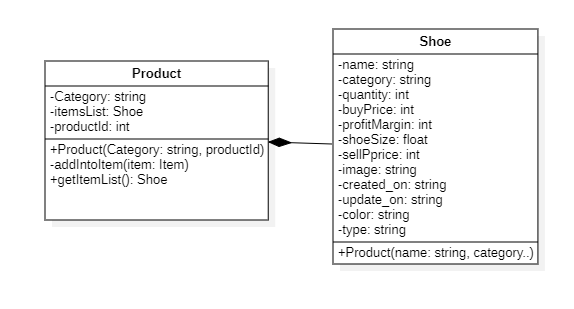 Product
-Category: string
-itemsList: Shoe
-productId: int
+Product(Category: string, productId)
-addIntoItem(item: Item)
+getItemList(): Shoe
Shoe
-name: string
-category: string
-quantity: int
-buyPrice: int
-profitMargin: int
-shoeSize: float
-sellPprice: int
-image: string
-created_on: string
-update_on: string
-color: string
-type: string
+Product(name: string, category..)